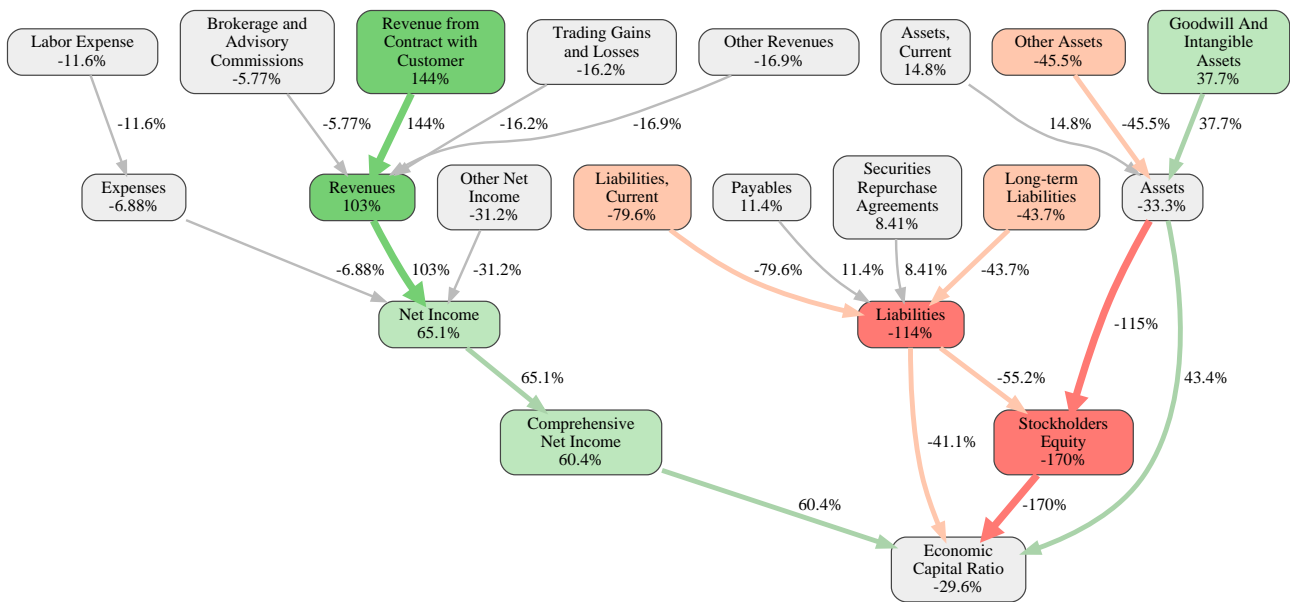 Labor Expense
-11.6%
Brokerage and
Advisory
Commissions
-5.77%
Revenue from
Contract with
Customer
144%
Trading Gains
and Losses
-16.2%
Other Revenues
-16.9%
Assets,
Current
14.8%
Other Assets
-45.5%
Goodwill And
Intangible
Assets
37.7%
-11.6%
-5.77%
144%
-16.2%
-16.9%
14.8%
-45.5%
37.7%
Expenses
-6.88%
Revenues
103%
Other Net
Income
-31.2%
Liabilities,
Current
-79.6%
Payables
11.4%
Securities
Repurchase
Agreements
8.41%
Long-term
Liabilities
-43.7%
Assets
-33.3%
-6.88%
103%
-31.2%
-79.6%
11.4%
8.41%
-43.7%
Net Income
65.1%
Liabilities
-114%
-115%
65.1%
-55.2%
43.4%
Comprehensive
Net Income
60.4%
Stockholders
Equity
-170%
-41.1%
60.4%
-170%
Economic
Capital Ratio
-29.6%